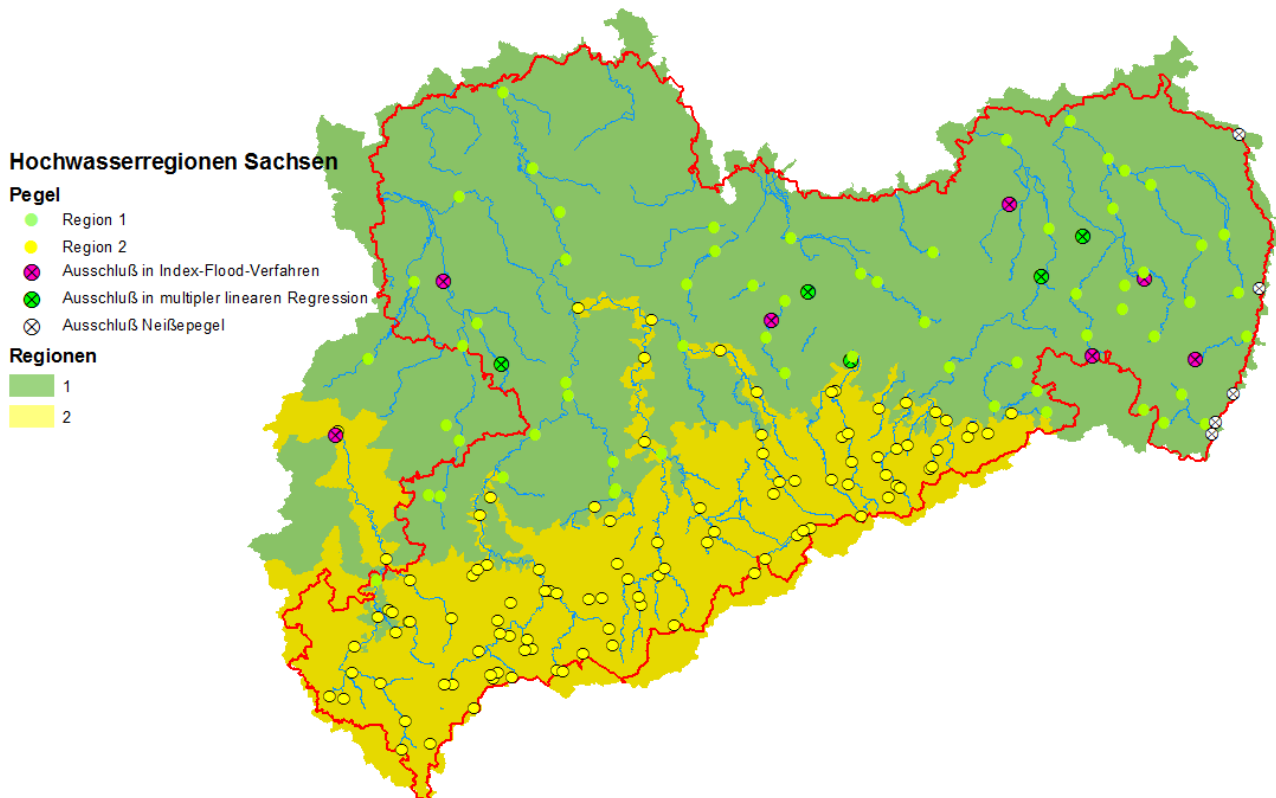 Hochwasserregionen Sachsen
Pegel
Region 1
Region 2
Ausschluß in Index-Flood-Verfahren
Ausschluß in multipler linearen Regression
Ausschluß Neißepegel
Regionen
1
2